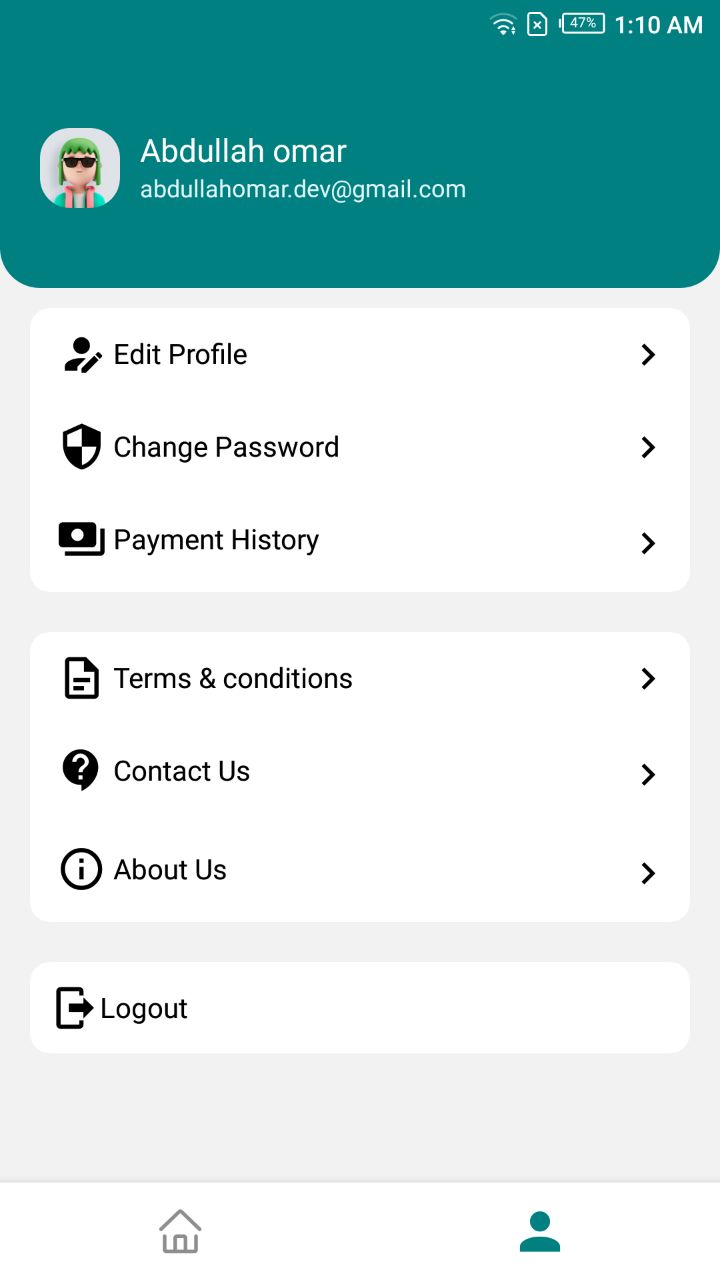 47% 1:10 AM
Abdullah omar
abdullahomar.dev@gmail.com
Edit Profile
Change Password
Payment History
Terms & conditions
Contact Us
About Us
Logout